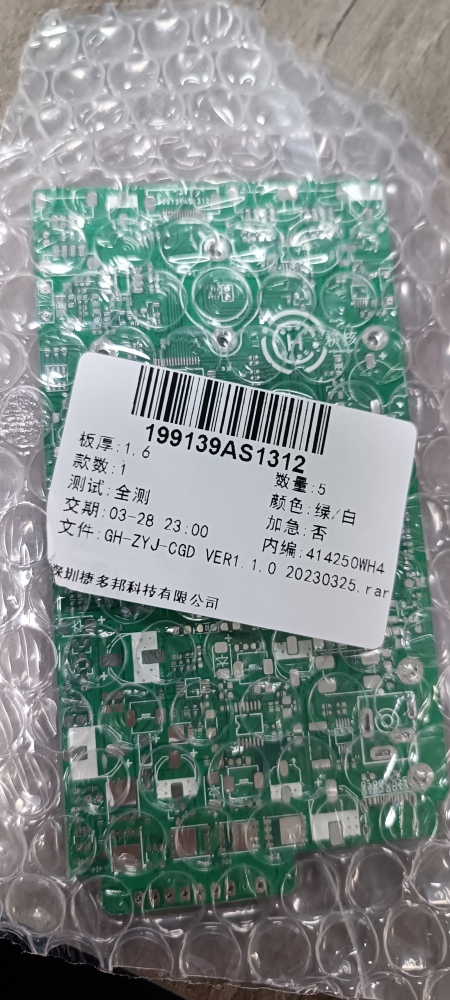 199139AS1312
板厚:1.6
款数:1 数量:5
测试:全测 颜色:绿/白
交期:03-28 23:00 加急:否
文件:GH-ZYJ-CGD VER1.1.0 20230325.rar 内编:414250WH4
深圳捷多邦科技有限公司